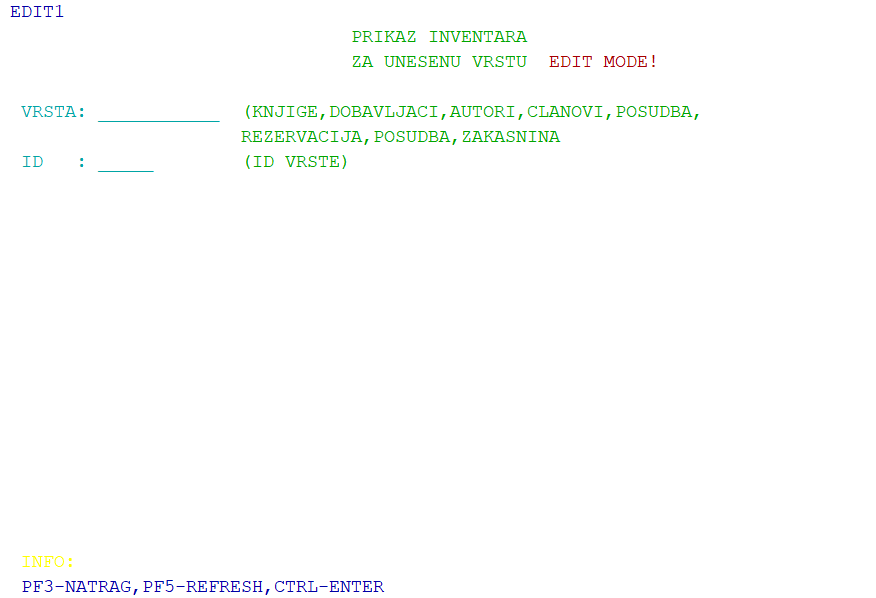 EDIT1
PRIKAZ INVENTARA
ZA UNESENU VRSTU EDIT MODE!
VRSTA: ___________ (KNJIGE,DOBAVLJACI,AUTORI,CLANOVI,POSUDBA,
REZERVACIJA,POSUDBA,ZAKASNINA
ID : _____ (ID VRSTE)
INFO:
PF3-NATRAG,PF5-REFRESH,CTRL-ENTER